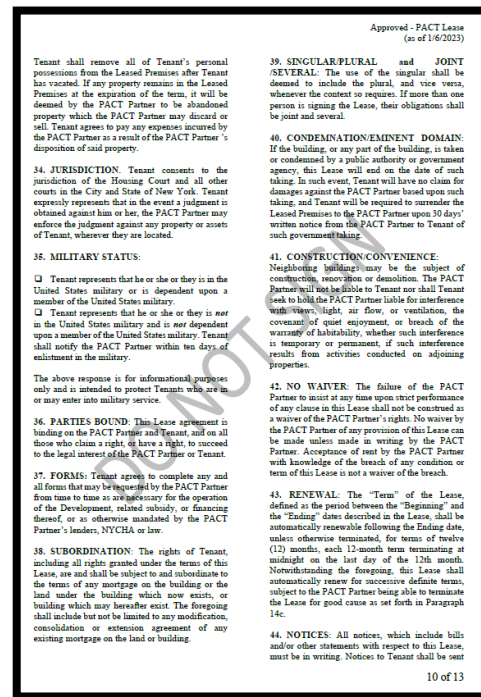 Approved - PACT Lease
(as of 1/6/2023)
Tenant shall remove all of Tenant's personal
possessions from the Leased Premises after Tenant
has vacated. If any property remains in the Leased
Premises at the expiration of the term, it will be
deemed by the PACT Partner to be abandoned
property which the PACT Partner may discard or
sell. Tenant agrees to pay any expenses incurred by
the PACT Partner as a result of the PACT Partner 's
disposition of said property.
34. JURISDICTION. Tenant consents to the
jurisdiction of the Housing Court and all other
courts in the City and State of New York. Tenant
expressly represents that in the event a judgment is
obtained against him or her, the PACT Partner may
enforce the judgment against any property or assets
of Tenant, wherever they are located.
35. MILITARY STATUS:
☐ Tenant represents that he or she or they is in the
United States military or is dependent upon a
member of the United States military.
☐ Tenant represents that he or she or they is not
in the United States military and is not dependent
upon a member of the United States military. Tenant
shall notify the PACT Partner within ten days of
enlistment in the military.
The above response is for informational purposes
only and is intended to protect Tenants who are in
or may enter into military service.
36. PARTIES BOUND: This Lease agreement is
binding on the PACT Partner and Tenant, and on all
those who claim a right, or have a right, to succeed
to the legal interest of the PACT Partner or Tenant.
37. FORMS: Tenant agrees to complete any and
all forms that may be requested by the PACT Partner
from time to time as are necessary for the operation
of the Development, related subsidy, or financing
thereof, or as otherwise mandated by the PACT
Partner's lenders, NYCHA or law.
38. SUBORDINATION: The rights of Tenant,
including all rights granted under the terms of this
Lease, are and shall be subject to and subordinate to
the terms of any mortgage on the building or the
land under the building which now exists, or
building which may hereafter exist. The foregoing
shall include but not be limited to any modification,
consolidation or extension agreement of any
existing mortgage on the land or building.
39. SINGULAR/PLURAL and JOINT
/SEVERAL: The use of the singular shall be
deemed to include the plural, and vice versa,
whenever the context so requires. If more than one
person is signing the Lease, their obligations shall
be joint and several.
40. CONDEMNATION/EMINENT DOMAIN:
If the building, or any part of the building, is taken
or condemned by a public authority or government
agency, this Lease will end on the date of such
taking. In such event, Tenant will have no claim for
damages against the PACT Partner based upon such
taking, and Tenant will be required to surrender the
Leased Premises to the PACT Partner upon 30 days'
written notice from the PACT Partner to Tenant of
such government taking.
41. CONSTRUCTION/CONVENIENCE:
Neighboring buildings may be the subject of
construction, renovation or demolition. The PACT
Partner will not be liable to Tenant nor shall Tenant
seek to hold the PACT Partner liable for interference
with views, light, air flow, or ventilation, the
covenant of quiet enjoyment, or breach of the
warranty of habitability, whether such interference
is temporary or permanent, if such interference
results from activities conducted on adjoining
properties.
42. NO WAIVER: The failure of the PACT
Partner to insist at any time upon strict performance
of any clause in this Lease shall not be construed as
a waiver of the PACT Partner's rights. No waiver by
the PACT Partner of any provision of this Lease can
be made unless made in writing by the PACT
Partner. Acceptance of rent by the PACT Partner
with knowledge of the breach of any condition or
term of this Lease is not a waiver of the breach.
43. RENEWAL: The "Term" of the Lease,
defined as the period between the "Beginning" and
the "Ending" dates described in the Lease, shall be
automatically renewable following the Ending date,
unless otherwise terminated, for terms of twelve
(12) months, each 12-month term terminating at
midnight on the last day of the 12th month.
Notwithstanding the foregoing, this Lease shall
automatically renew for successive definite terms,
subject to the PACT Partner being able to terminate
the Lease for good cause as set forth in Paragraph
14c.
44. NOTICES: All notices, which include bills
and/or other statements with respect to this Lease,
must be in writing. Notices to Tenant shall be sent
10 of 13
DO NOT SIGN